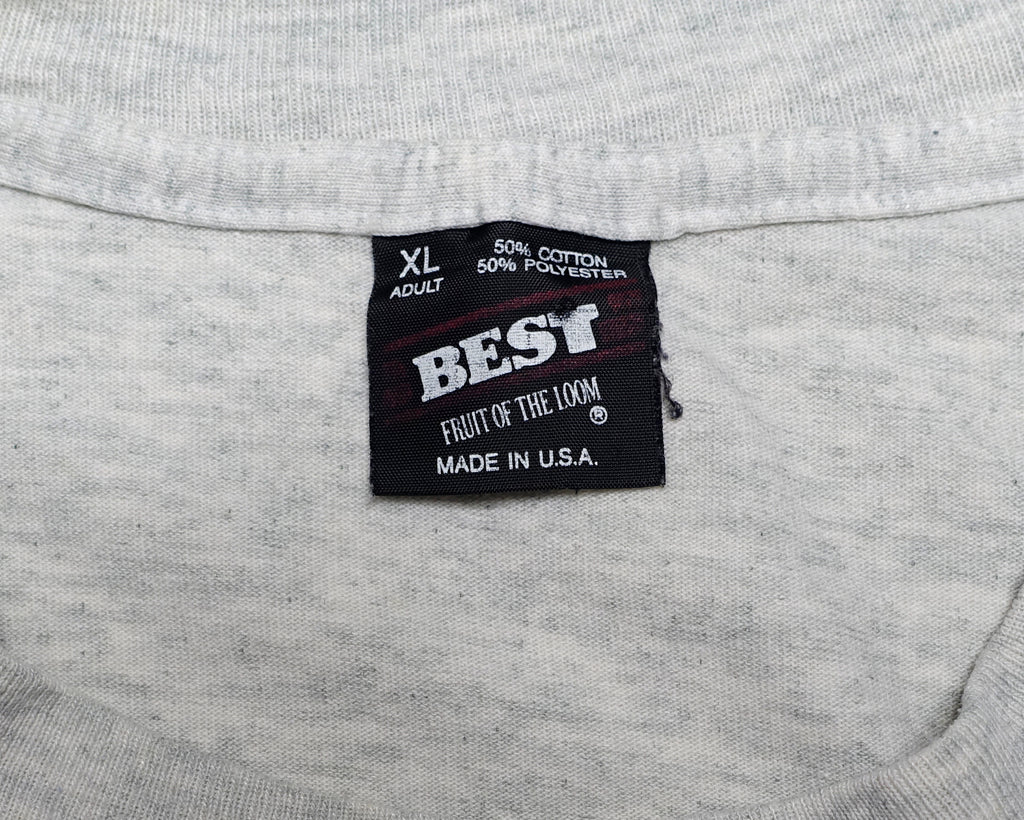 XL
ADULT
50% COTTON
50% POLYESTER
BEST
FRUIT OF THE LOOM
®
MADE IN U.S.A.